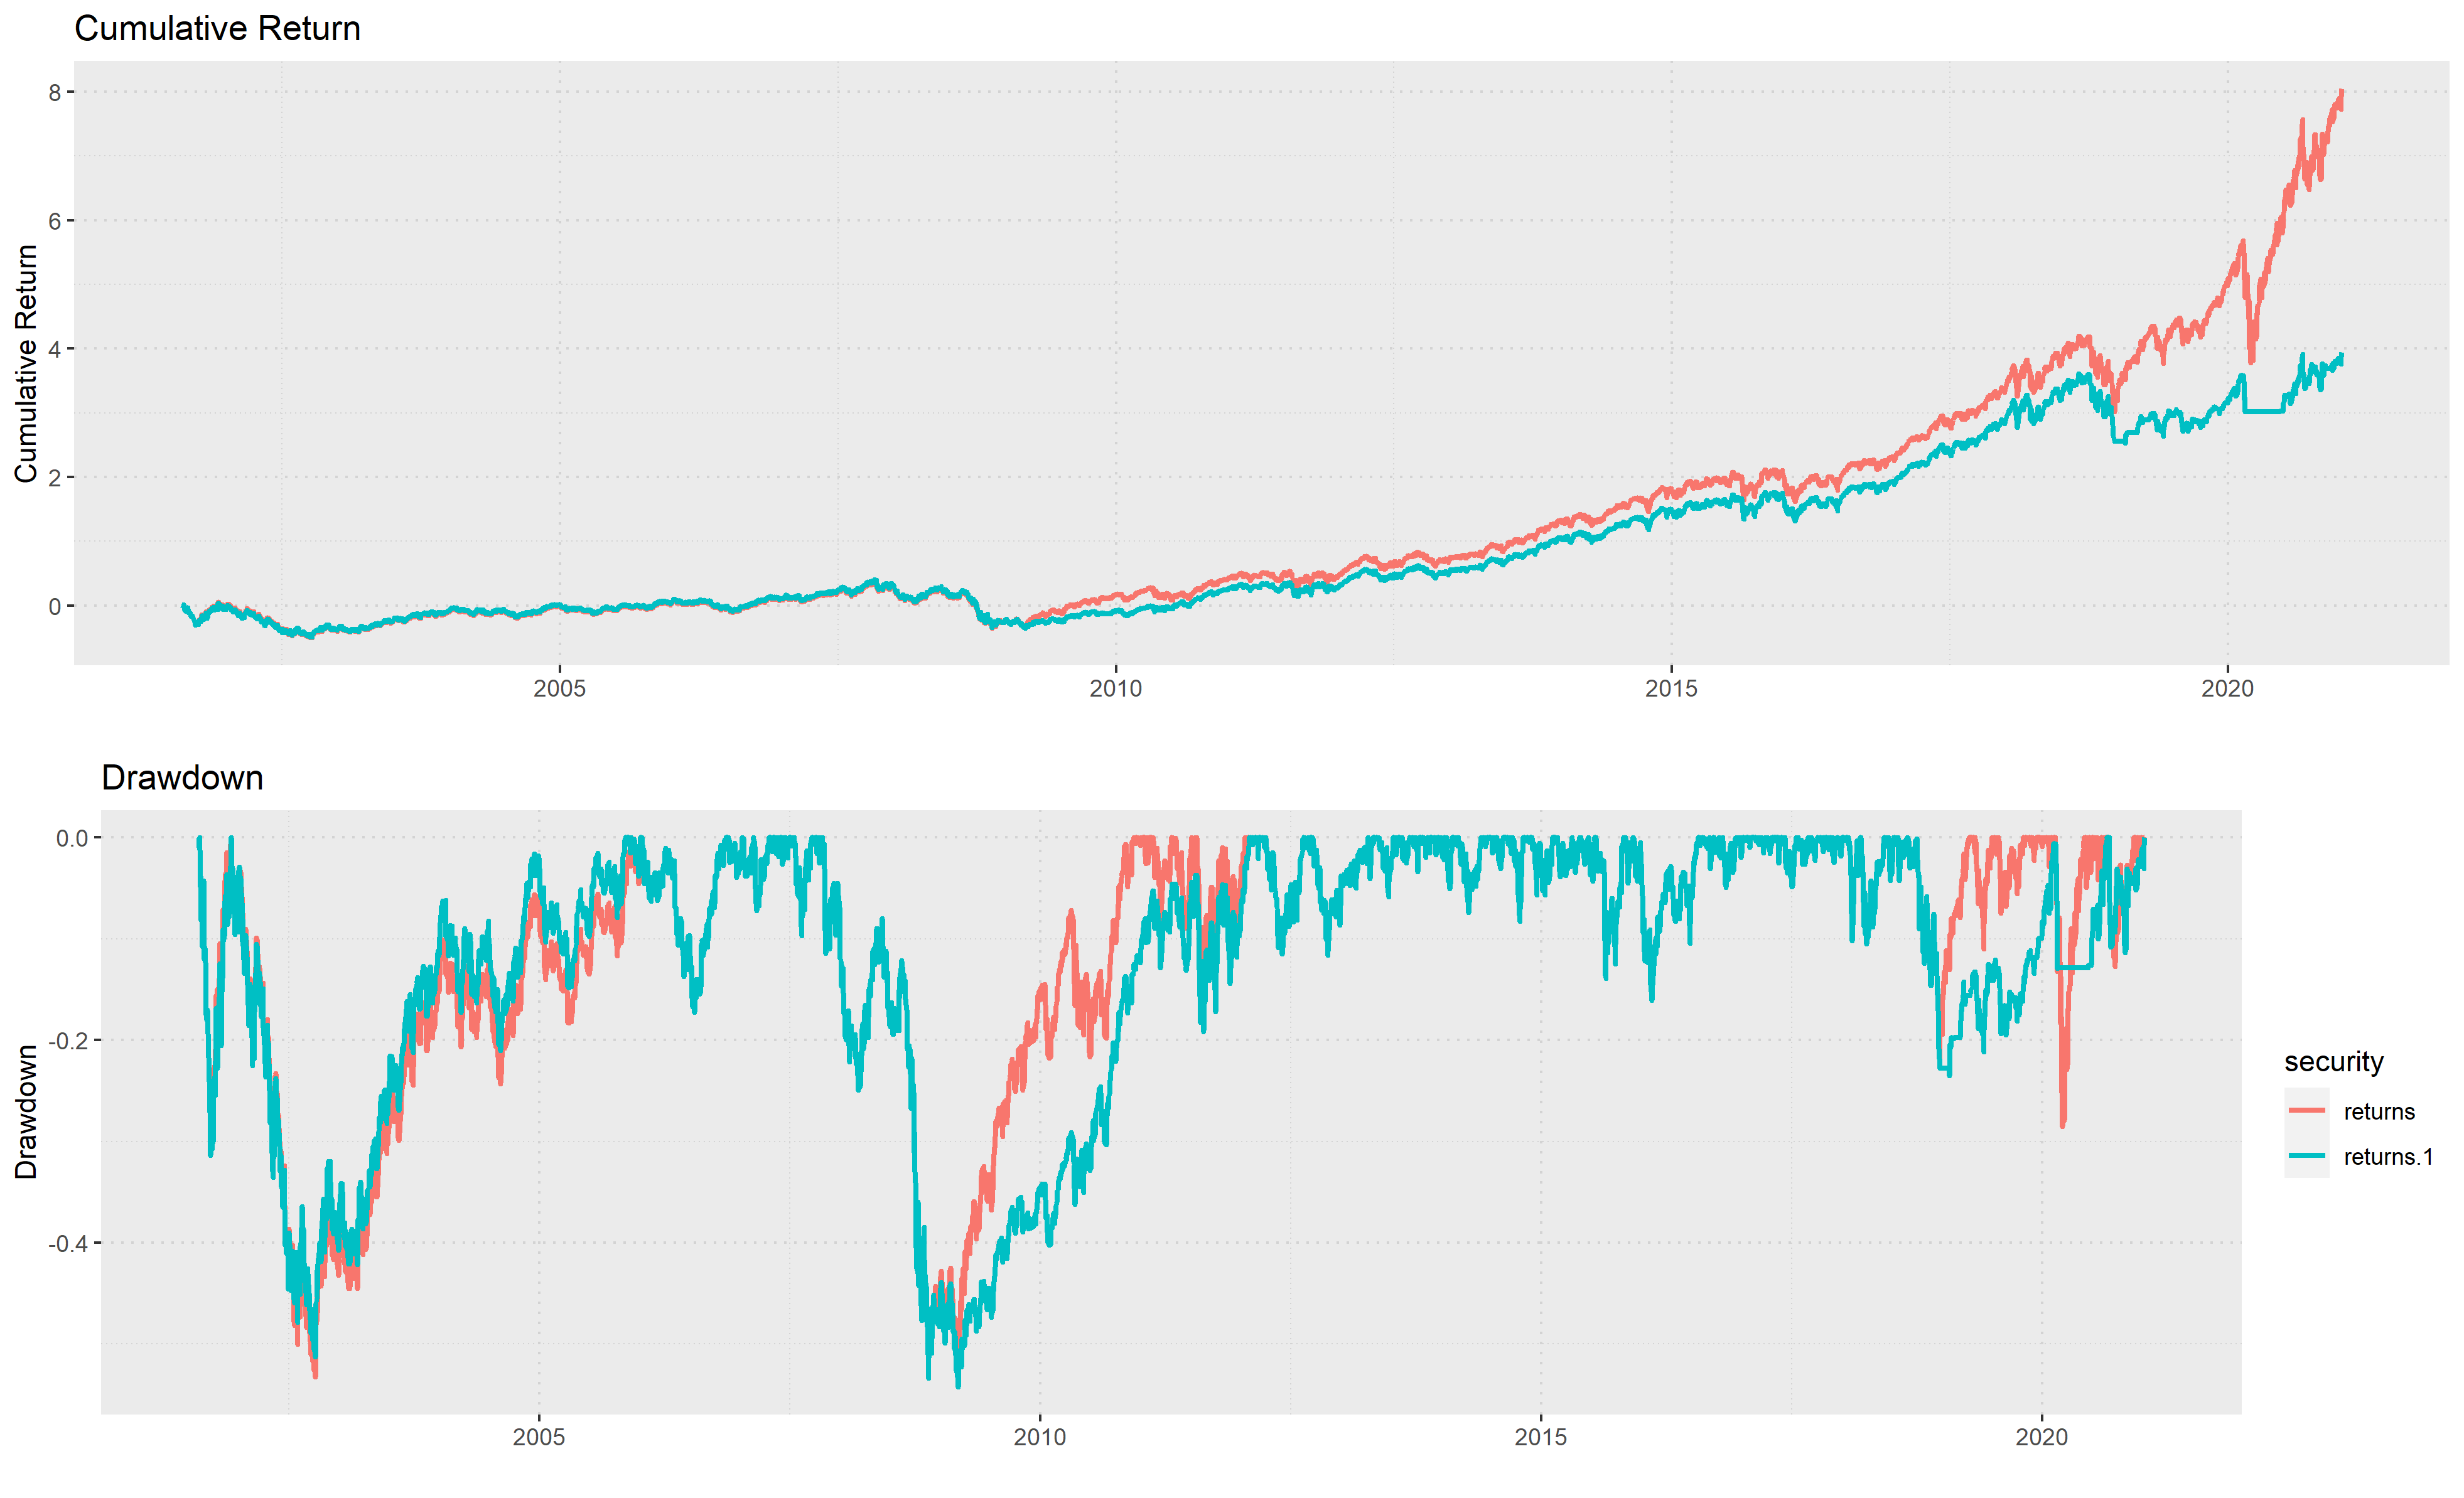 Cumulative Return
Cumulative Return
8
6
4
2
0
2005 2010 2015 2020
Drawdown
Drawdown
0.0
-0.2
-0.4
2005 2010 2015 2020
security
returns
returns.1